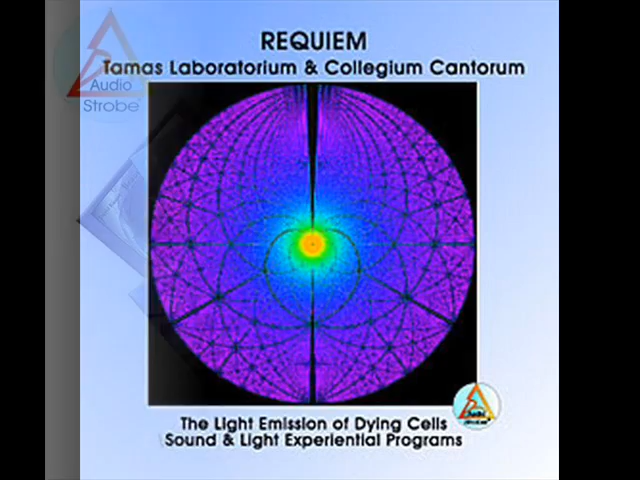 REQUIEM
Tamas Laboratorium & Collegium Cantorum
Audio
Strobe
The Light Emission of Dying Cells
Sound & Light Experiential Programs